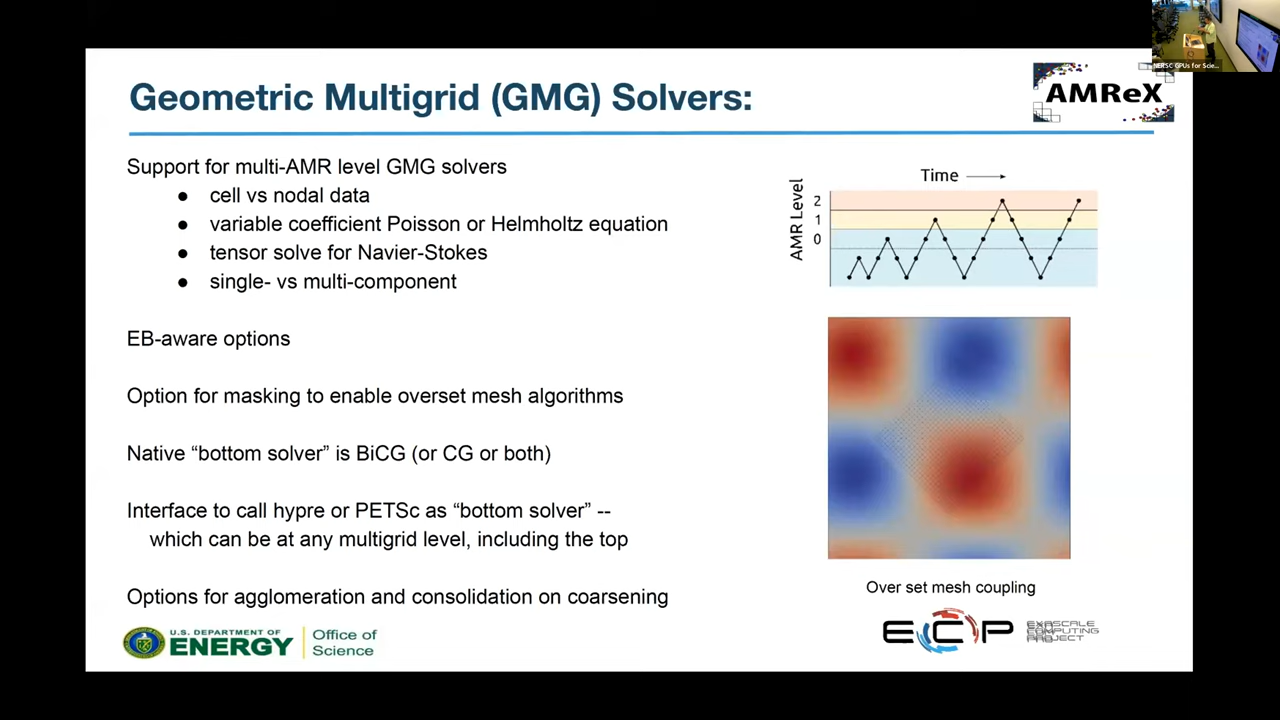 NERSC GPUs for Scie...
Geometric Multigrid (GMG) Solvers:
AMReX
Support for multi-AMR level GMG solvers
● cell vs nodal data
● variable coefficient Poisson or Helmholtz equation
● tensor solve for Navier-Stokes
● single- vs multi-component
EB-aware options
Option for masking to enable overset mesh algorithms
Native “bottom solver” is BiCG (or CG or both)
Interface to call hypre or PETSc as “bottom solver” --
which can be at any multigrid level, including the top
Options for agglomeration and consolidation on coarsening
Time
AMR Level
2
1
0
Over set mesh coupling
U.S. DEPARTMENT OF
ENERGY
Office of
Science
ECP
EXASCALE
COMPUTING
PROJECT